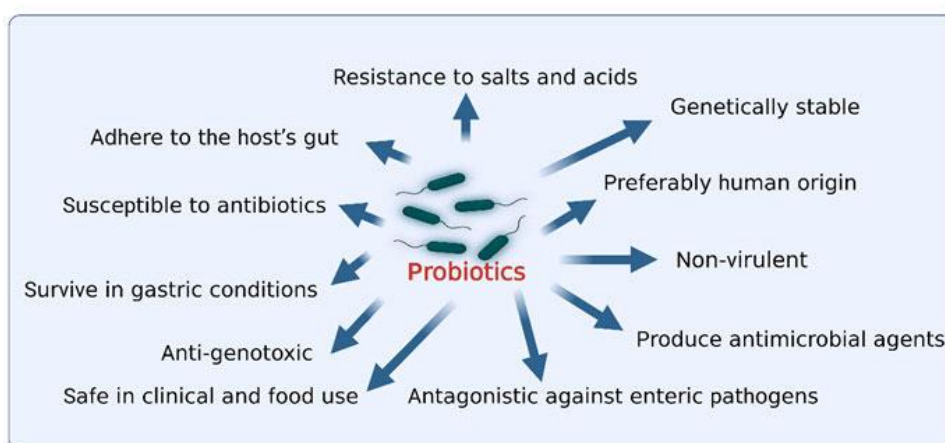 Resistance to salts and acids
Genetically stable
Adhere to the host's gut
Preferably human origin
Susceptible to antibiotics
Non-virulent
Probiotics
Survive in gastric conditions
Produce antimicrobial agents
Anti-genotoxic
Safe in clinical and food use
Antagonistic against enteric pathogens